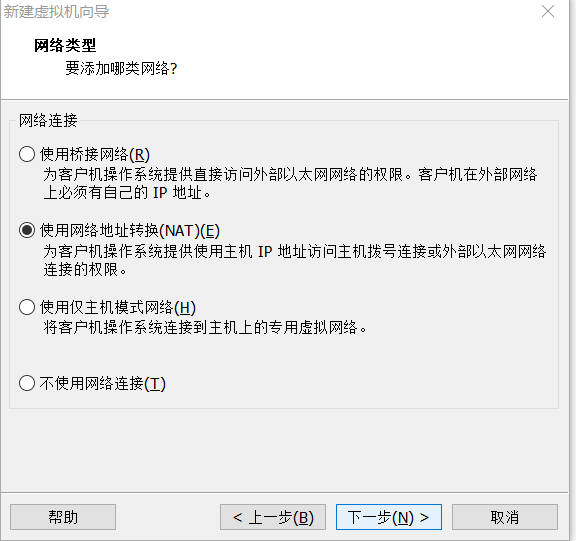 新建虚拟机向导
网络类型
要添加哪类网络?
网络连接
使用桥接网络(R)
为客户机操作系统提供直接访问外部以太网网络的权限。客户机在外部网络
上必须有自己的 IP 地址。
使用网络地址转换(NAT)(E)
为客户机操作系统提供使用主机 IP 地址访问主机拨号连接或外部以太网网络
连接的权限。
使用仅主机模式网络(H)
将客户机操作系统连接到主机上的专用虚拟网络。
不使用网络连接(T)
帮助
< 上一步(B)
下一步(N) >
取消